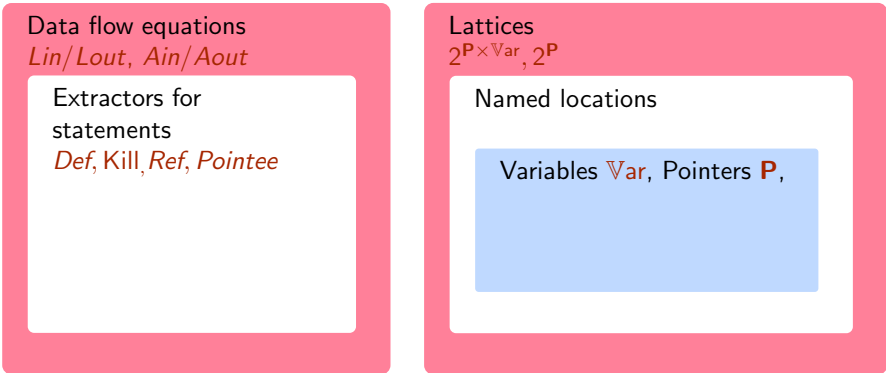 Data flow equations
Lin/Lout, Ain/Aout
Extractors for
statements
Def, Kill, Ref, Pointee
Lattices
2^{𝐏×𝕍ar}, 2^𝐏
Named locations
Variables 𝕍ar, Pointers 𝐏,